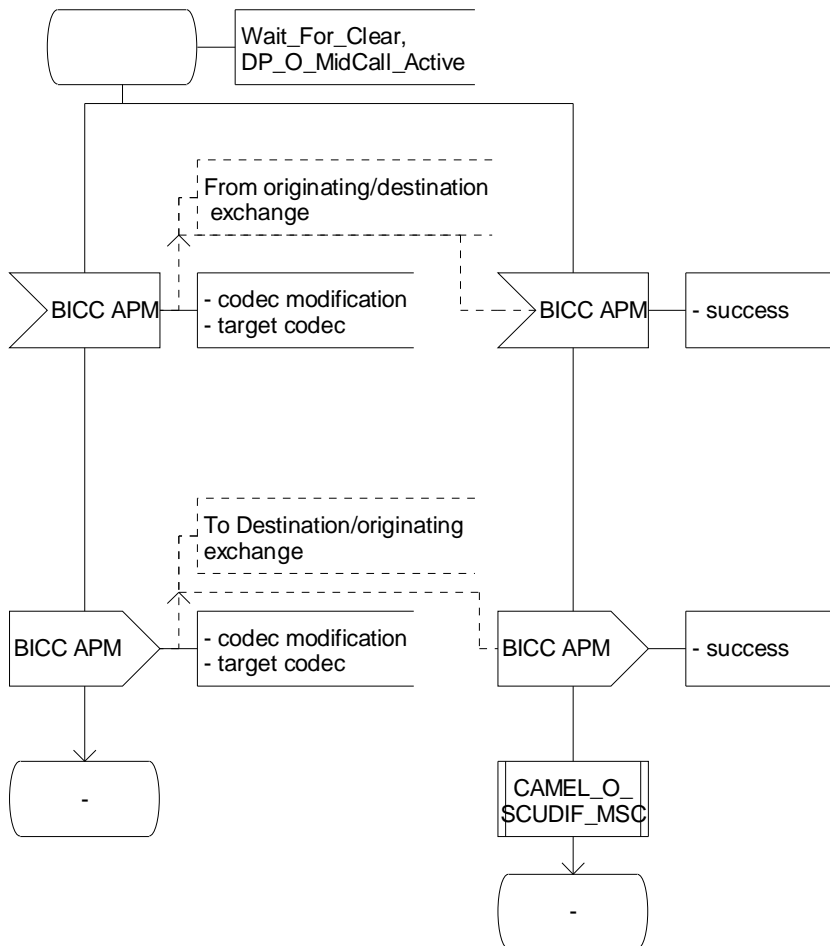 Wait_For_Clear,
DP_O_MidCall_Active
From originating/destination
exchange
BICC APM
- codec modification
- target codec
BICC APM
- success
To Destination/originating
exchange
BICC APM
- codec modification
- target codec
BICC APM
- success
-
CAMEL_O_
SCUDIF_MSC
-